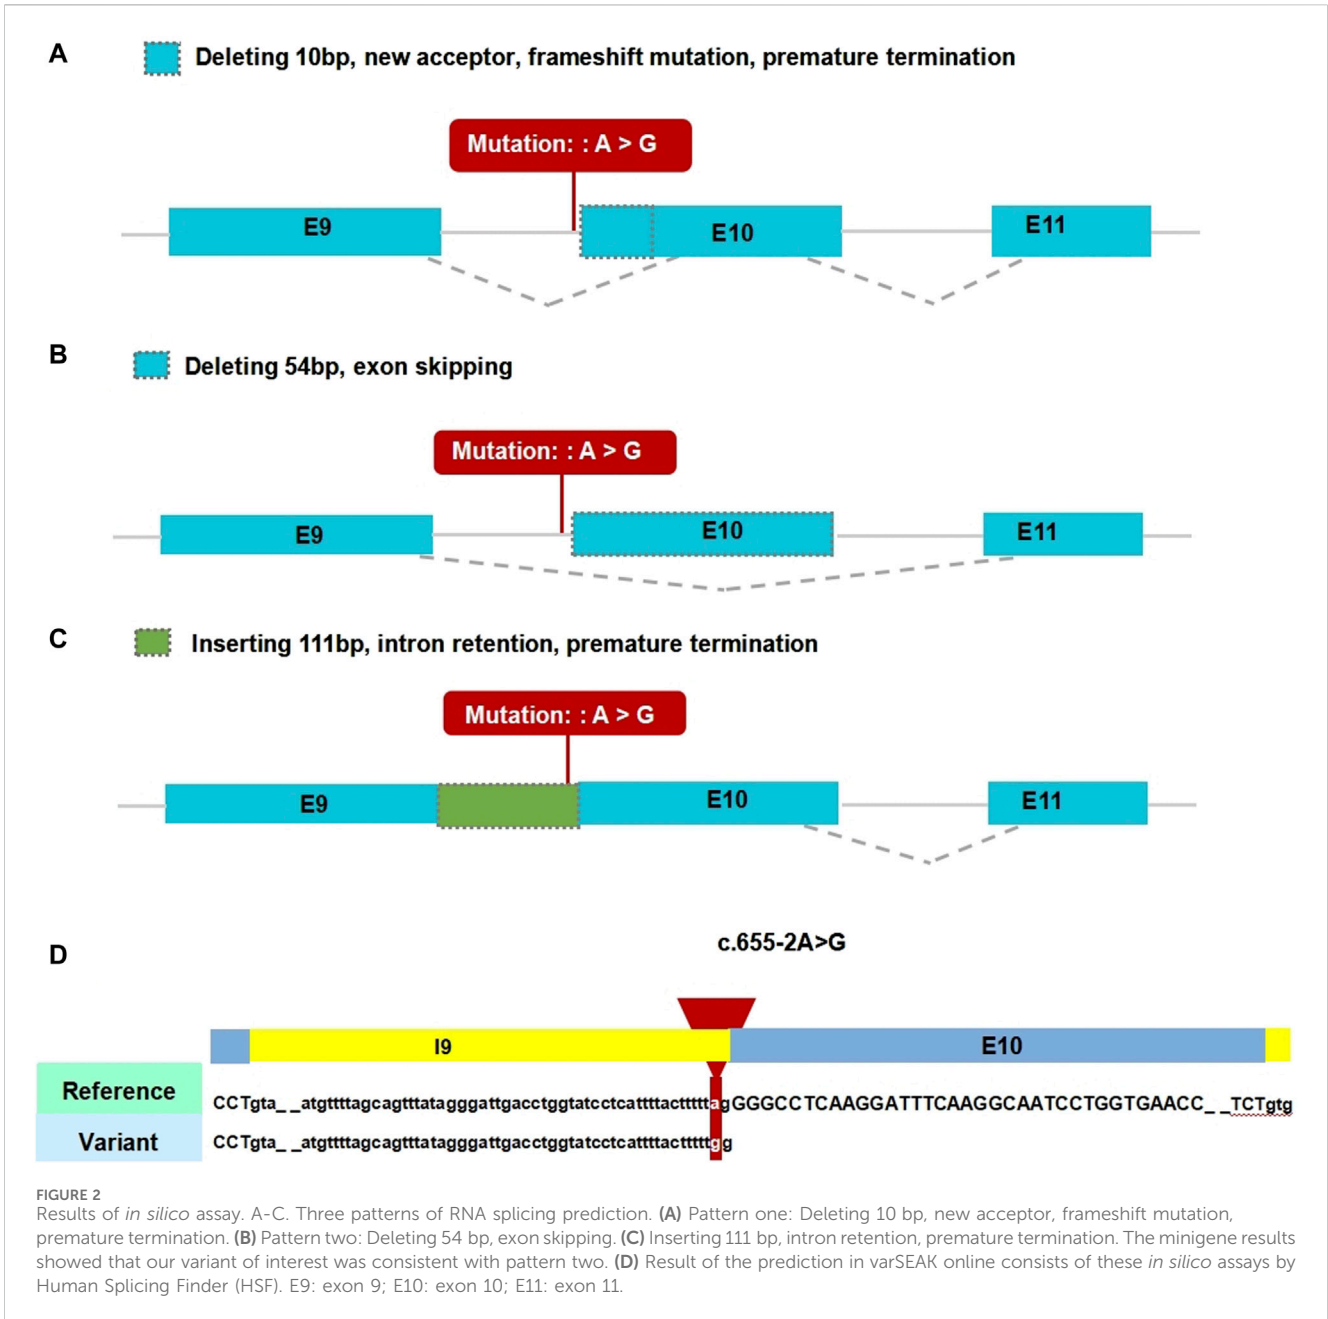 A
Deleting 10bp, new acceptor, frameshift mutation, premature termination
Mutation: : A > G
E9
E10
E11
B
Deleting 54bp, exon skipping
Mutation: : A > G
E9
E10
E11
C
Inserting 111bp, intron retention, premature termination
Mutation: : A > G
E9
E10
E11
D
c.655-2A>G
I9
E10
Reference
CCTgta_ _atgttttagcagtttatagggattgacctggtatcctcattttactttttagGGGCCTCAAGGATTTCAAGGCAATCCTGGTGAACC_ _TCTgtg
Variant
CCTgta_ _atgttttagcagtttatagggattgacctggtatcctcattttactttttgg
FIGURE 2
Results of in silico assay. A-C. Three patterns of RNA splicing prediction. (A) Pattern one: Deleting 10 bp, new acceptor, frameshift mutation,
premature termination. (B) Pattern two: Deleting 54 bp, exon skipping. (C) Inserting 111 bp, intron retention, premature termination. The minigene results
showed that our variant of interest was consistent with pattern two. (D) Result of the prediction in varSEAK online consists of these in silico assays by
Human Splicing Finder (HSF). E9: exon 9; E10: exon 10; E11: exon 11.